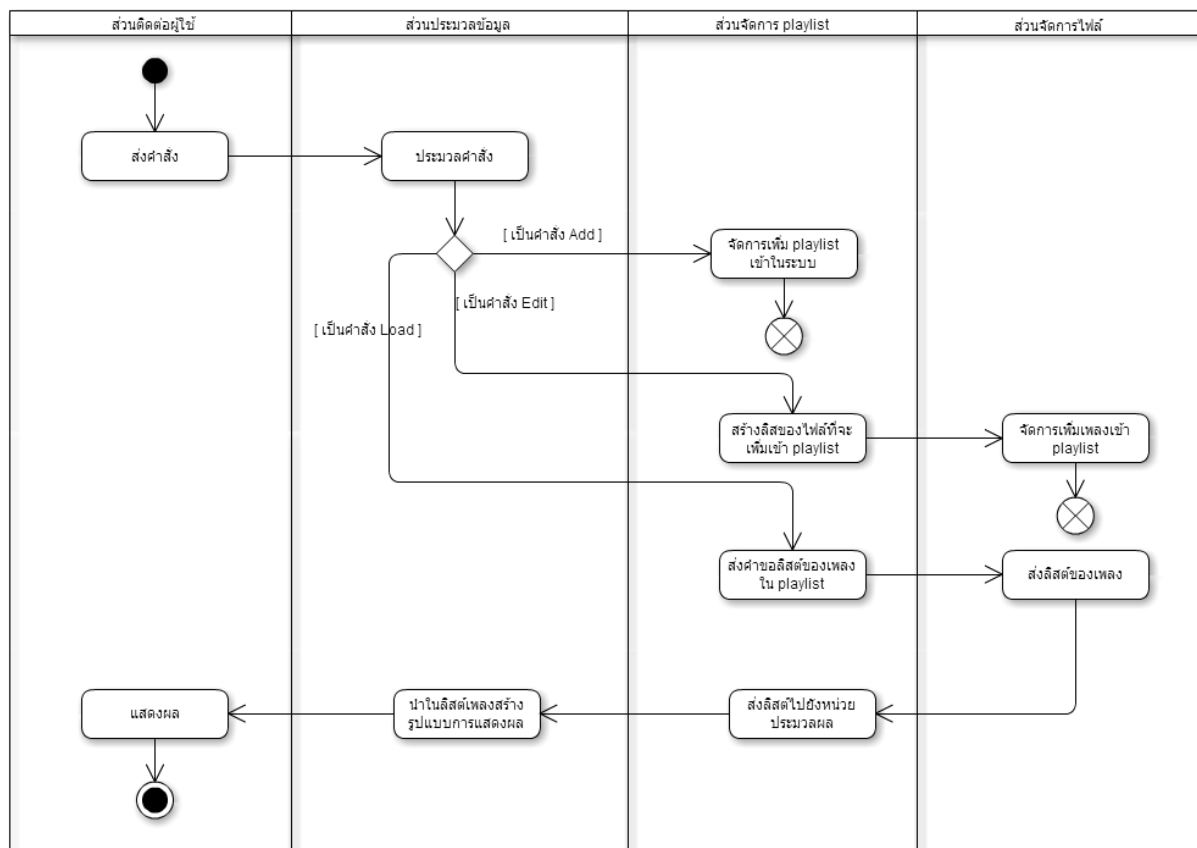 ส่วนติดต่อผู้ใช้
ส่วนประมวลข้อมูล
ส่วนจัดการ playlist
ส่วนจัดการไฟล์
ส่งคำสั่ง
ประมวลคำสั่ง
[ เป็นคำสั่ง Add ]
จัดการเพิ่ม playlist
เข้าในระบบ
[ เป็นคำสั่ง Edit ]
[ เป็นคำสั่ง Load ]
สร้างลิสของไฟล์ที่จะ
เพิ่มเข้า playlist
จัดการเพิ่มเพลงเข้า
playlist
ส่งคำขอลิสต์ของเพลง
ใน playlist
ส่งลิสต์ของเพลง
แสดงผล
นำในลิสต์เพลงสร้าง
รูปแบบการแสดงผล
ส่งลิสต์ไปยังหน่วย
ประมวลผล